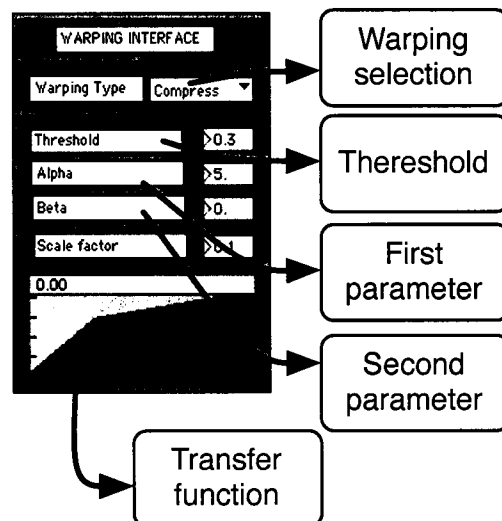 WARPING INTERFACE
Warping Type Compress
Threshold >0.3
Alpha >5.
Beta >0.
Scale factor
0.00
Warping
selection
Thereshold
First
parameter
Second
parameter
Transfer
function